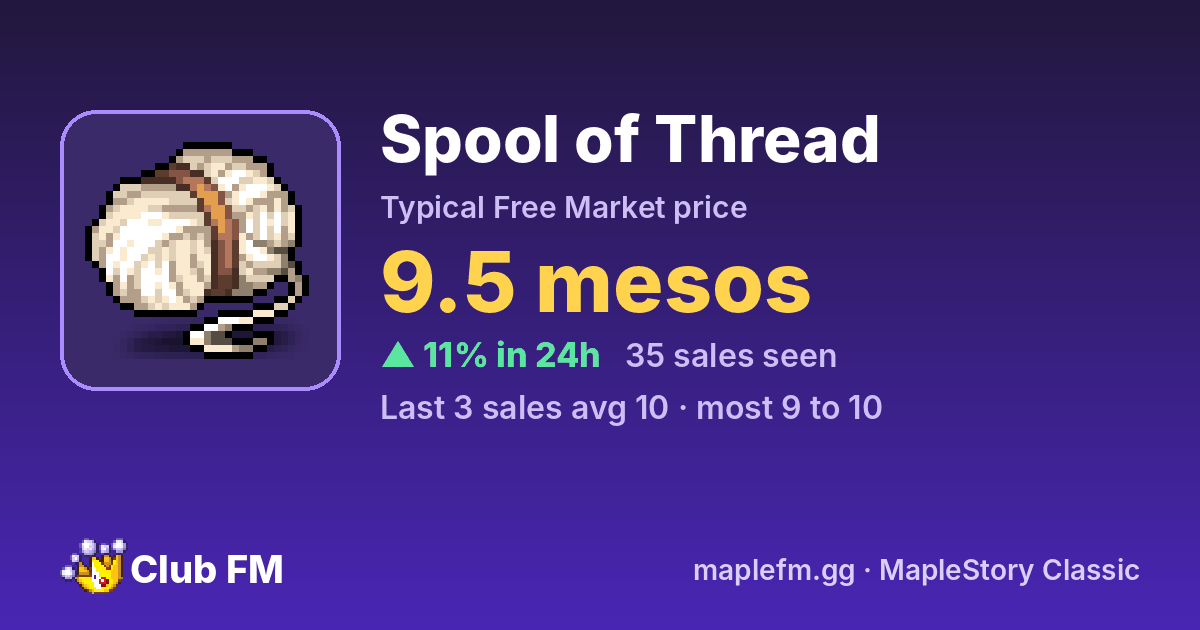 Spool of Thread
Typical Free Market price
9.5 mesos
▲ 11% in 24h 35 sales seen
Last 3 sales avg 10 · most 9 to 10
Club FM
maplefm.gg · MapleStory Classic